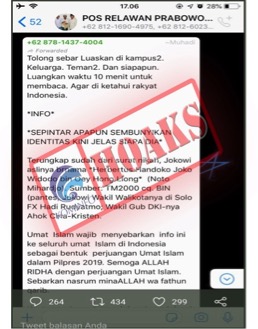 17.06
28%
52
POS RELAWAN PRABOWO...
+62 812-1690-4975, +62 812-6023...
+62 878-1437-4004
Forwarded
Tolong sebar Luaskan di kampus2.
Keluarga. Teman2. Dan siapapun.
Luangkan waktu 10 menit untuk
membaca. Agar di ketahui rakyat
Indonesia.
*INFO*
*SEPINTAR APAPUN SEMBUNYIKAN
IDENTITAS KINI JELAS SIAPA DIA*
HOAKS
Terungkap sudah dari surat nikah, Jokowi
aslinya bernama "Herbertus Handoko Joko
Widodo bin Oey Hong Liong"
Sumber: TM2000 cq. BIN
Jokowi Wakil Walikotanya di Solo
FX Hadi Rudyatmo. Wakil Gub DKI-nya
Ahok Cina-Kristen.
Umat Islam wajib menyebarkan info ini
ke seluruh umat Islam di Indonesia
sebagai bentuk perjuangan Umat Islam
dalam Pilpres 2019. Semoga ALLAH
RIDHA dengan perjuangan Umat Islam.
Sebarkan nasrum minaALLAH wa fathun
qarib
264
434
299
Tweet balasan Anda